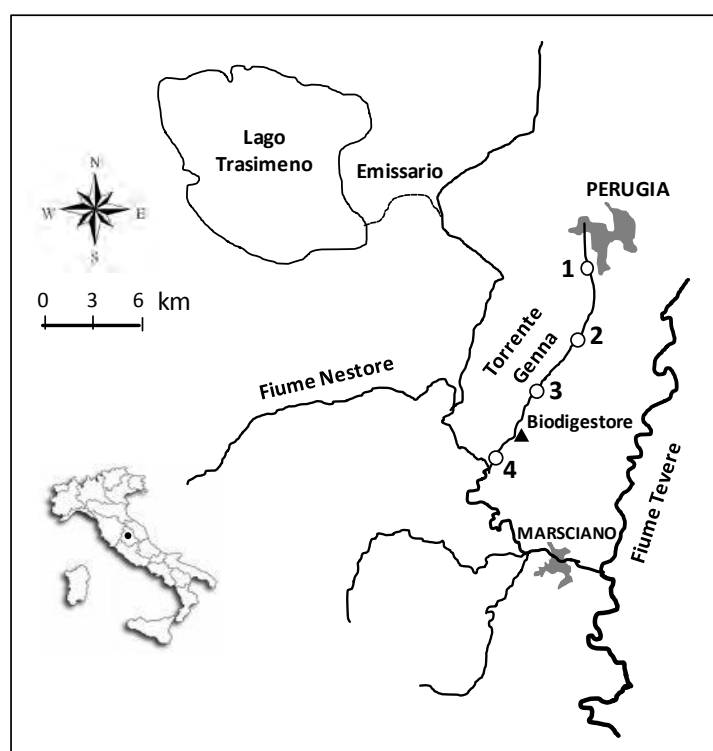 Lago
Trasimeno
Emissario
N
W E
S
PERUGIA
0 3 6 km
1
2
Torrente
Genna
3
Fiume Nestore
Biodigestore
4
MARSCIANO
Fiume Tevere